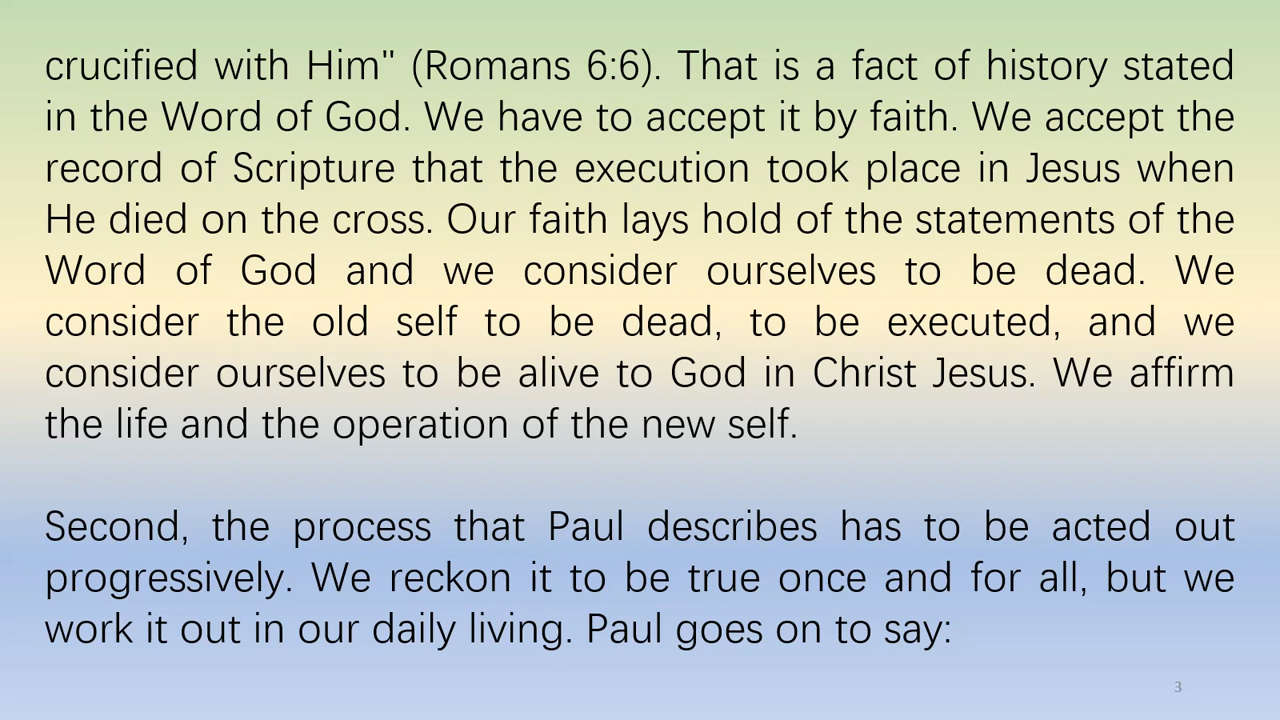 crucified with Him" (Romans 6:6). That is a fact of history stated
in the Word of God. We have to accept it by faith. We accept the
record of Scripture that the execution took place in Jesus when
He died on the cross. Our faith lays hold of the statements of the
Word of God and we consider ourselves to be dead. We
consider the old self to be dead, to be executed, and we
consider ourselves to be alive to God in Christ Jesus. We affirm
the life and the operation of the new self.
Second, the process that Paul describes has to be acted out
progressively. We reckon it to be true once and for all, but we
work it out in our daily living. Paul goes on to say:
3